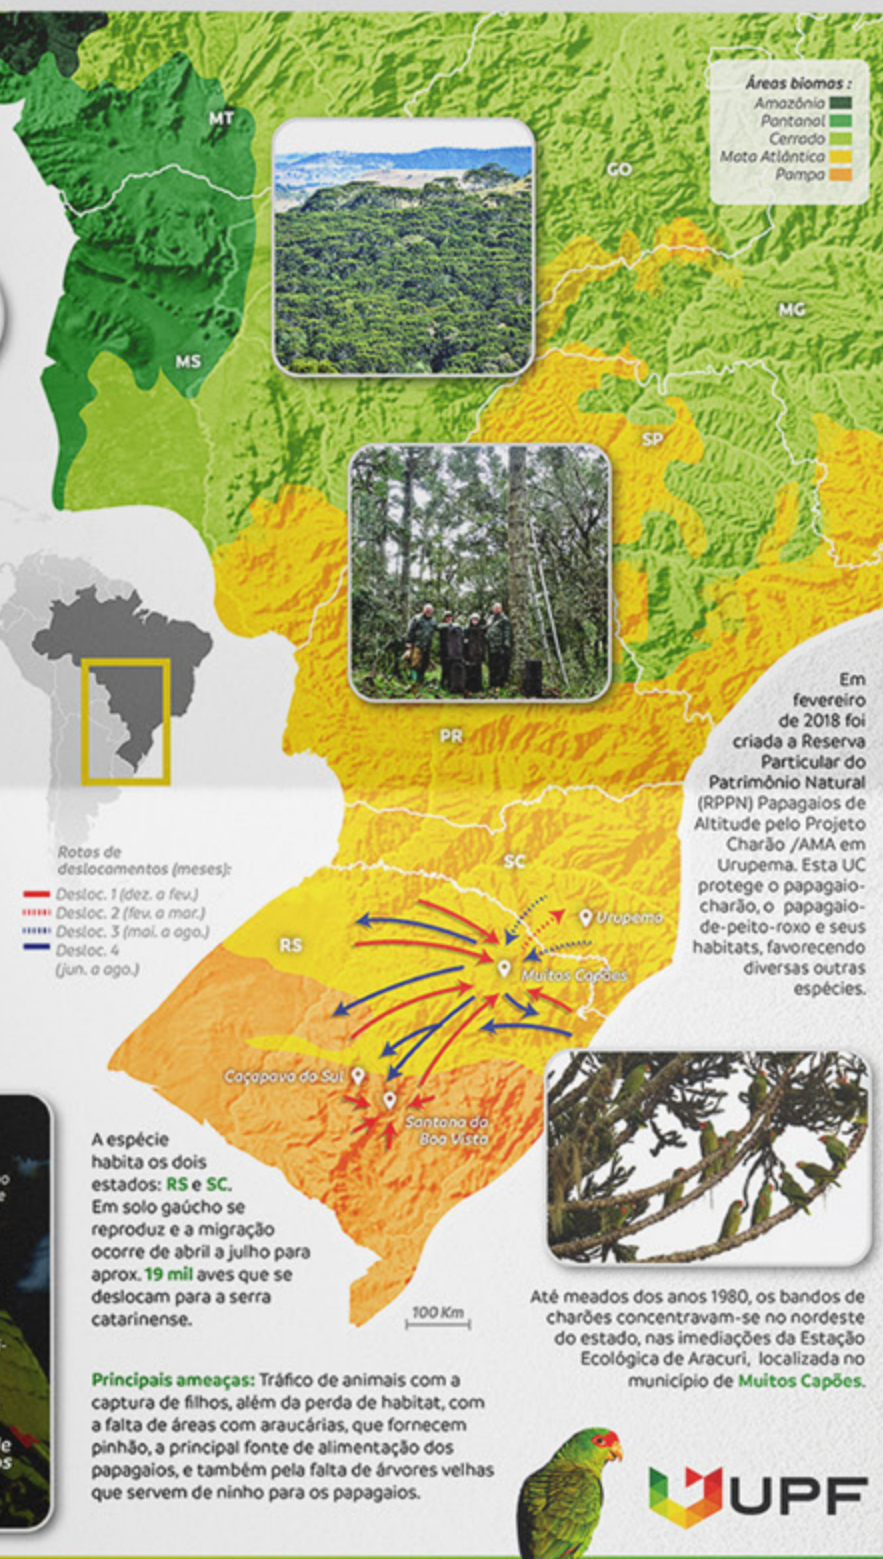 Áreas biomas :
Amazônia
Pantanal
Cerrado
Mata Atlântica
Pampa
MT
GO
MG
MS
SP
PR
SC
RS
Em
fevereiro
de 2018 foi
criada a Reserva
Particular do
Patrimônio Natural
(RPPN) Papagaios de
Altitude pelo Projeto
Charão /AMA em
Urupema. Esta UC
protege o papagaio-
charão, o papagaio-
de-peito-roxo e seus
habitats, favorecendo
diversas outras
espécies.
Rotas de
deslocamentos (meses):
Desloc. 1 (dez. a fev.)
Desloc. 2 (fev. a mar.)
Desloc. 3 (mai. a ago.)
Desloc. 4
(jun. a ago.)
Urupema
Muitos Capões
Caçapava do Sul
Santana da
Boa Vista
A espécie
habita os dois
estados: RS e SC.
Em solo gaúcho se
reproduz e a migração
ocorre de abril a julho para
aprox. 19 mil aves que se
deslocam para a serra
catarinense.
100 Km
Até meados dos anos 1980, os bandos de
charões concentravam-se no nordeste
do estado, nas imediações da Estação
Ecológica de Aracuri, localizada no
município de Muitos Capões.
Principais ameaças: Tráfico de animais com a
captura de filhos, além da perda de habitat, com
a falta de áreas com araucárias, que fornecem
pinhão, a principal fonte de alimentação dos
papagaios, e também pela falta de árvores velhas
que servem de ninho para os papagaios.
UPF